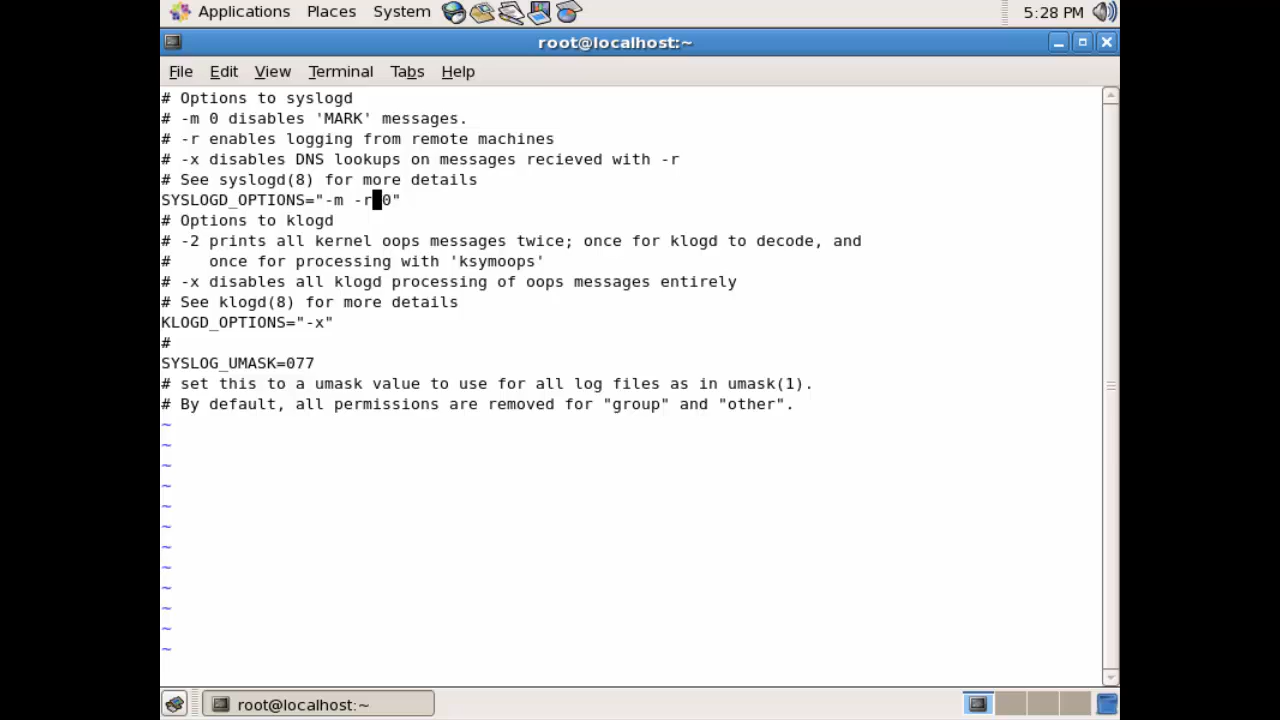 Applications Places System 5:28 PM
root@localhost:~
File Edit View Terminal Tabs Help
# Options to syslogd
# -m 0 disables 'MARK' messages.
# -r enables logging from remote machines
# -x disables DNS lookups on messages recieved with -r
# See syslogd(8) for more details
SYSLOGD_OPTIONS="-m -r 0"
# Options to klogd
# -2 prints all kernel oops messages twice; once for klogd to decode, and
#    once for processing with 'ksymoops'
# -x disables all klogd processing of oops messages entirely
# See klogd(8) for more details
KLOGD_OPTIONS="-x"
#
SYSLOG_UMASK=077
# set this to a umask value to use for all log files as in umask(1).
# By default, all permissions are removed for "group" and "other".
~
~
~
~
~
~
~
~
~
~
~
~
root@localhost:~